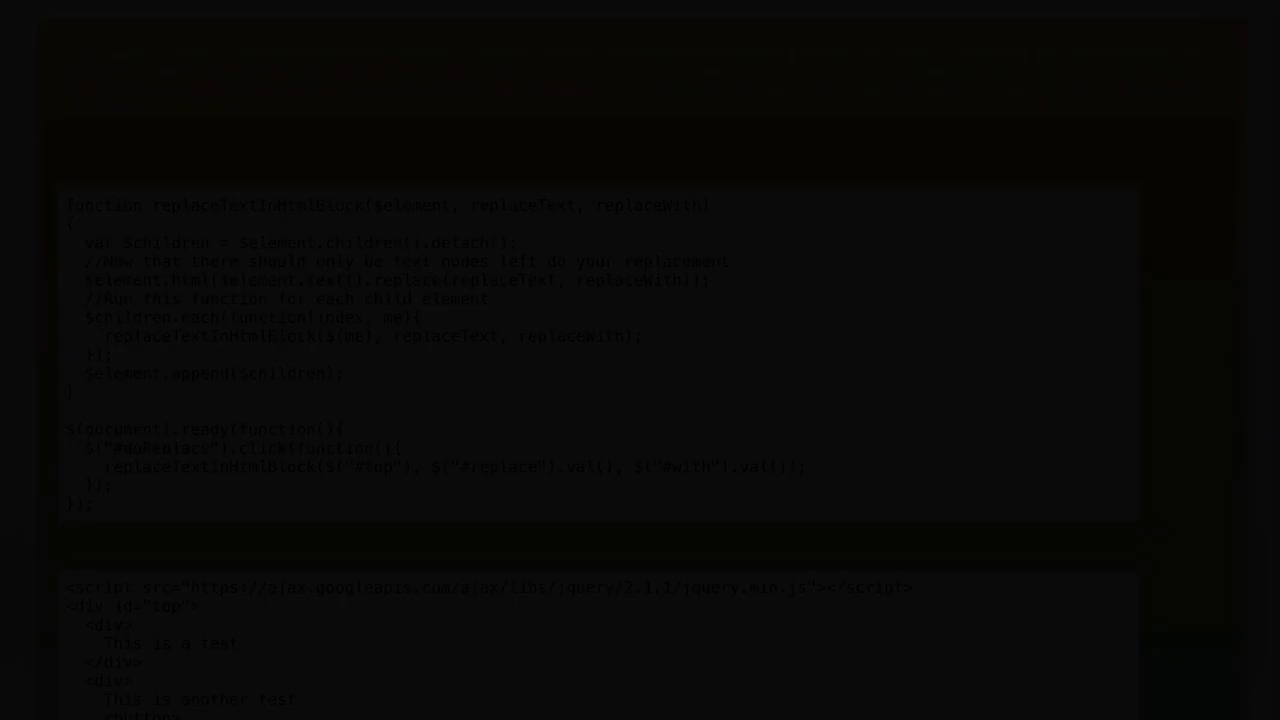 function replaceTextInHtmlBlock($element, replaceText, replaceWith)
{
  var $children = $element.children().detach();
  //Now that there should only be text nodes left do your replacement
  $element.html($element.text().replace(replaceText, replaceWith));
  //Run this function for each child element
  $children.each(function(index, me){
    replaceTextInHtmlBlock($(me), replaceText, replaceWith);
  });
  $element.append($children);
}
$(document).ready(function(){
  $("#doReplace").click(function(){
    replaceTextInHtmlBlock($("#top"), $("#replace").val(), $("#with").val());
  });
});
<script src="https://ajax.googleapis.com/ajax/libs/jquery/2.1.1/jquery.min.js"></script>
<div id="top">
  <div>
    This is a test
  </div>
  <div>
    This is another test
    <button>